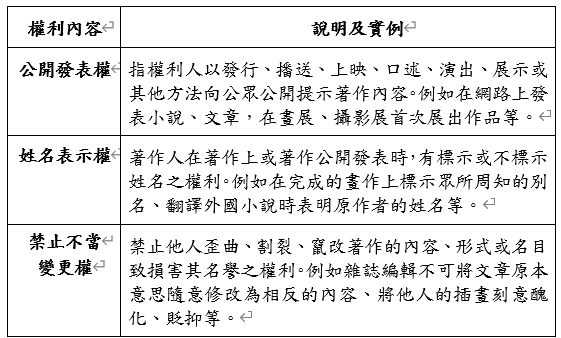 權利內容 說明及實例
公開發表權 指權利人以發行、播送、上映、口述、演出、展示或
其他方法向公眾公開提示著作內容。例如在網路上發
表小說、文章，在畫展、攝影展首次展出作品等。
姓名表示權 著作人在著作上或著作公開發表時，有標示或不標示
姓名之權利。例如在完成的畫作上標示眾所周知的別
名、翻譯外國小說時表明原作者的姓名等。
禁止不當
變更權
禁止他人歪曲、割裂、竄改著作的內容、形式或名目
致損害其名譽之權利。例如雜誌編輯不可將文章原本
意思隨意修改為相反的內容、將他人的插畫刻意醜
化、貶抑等。